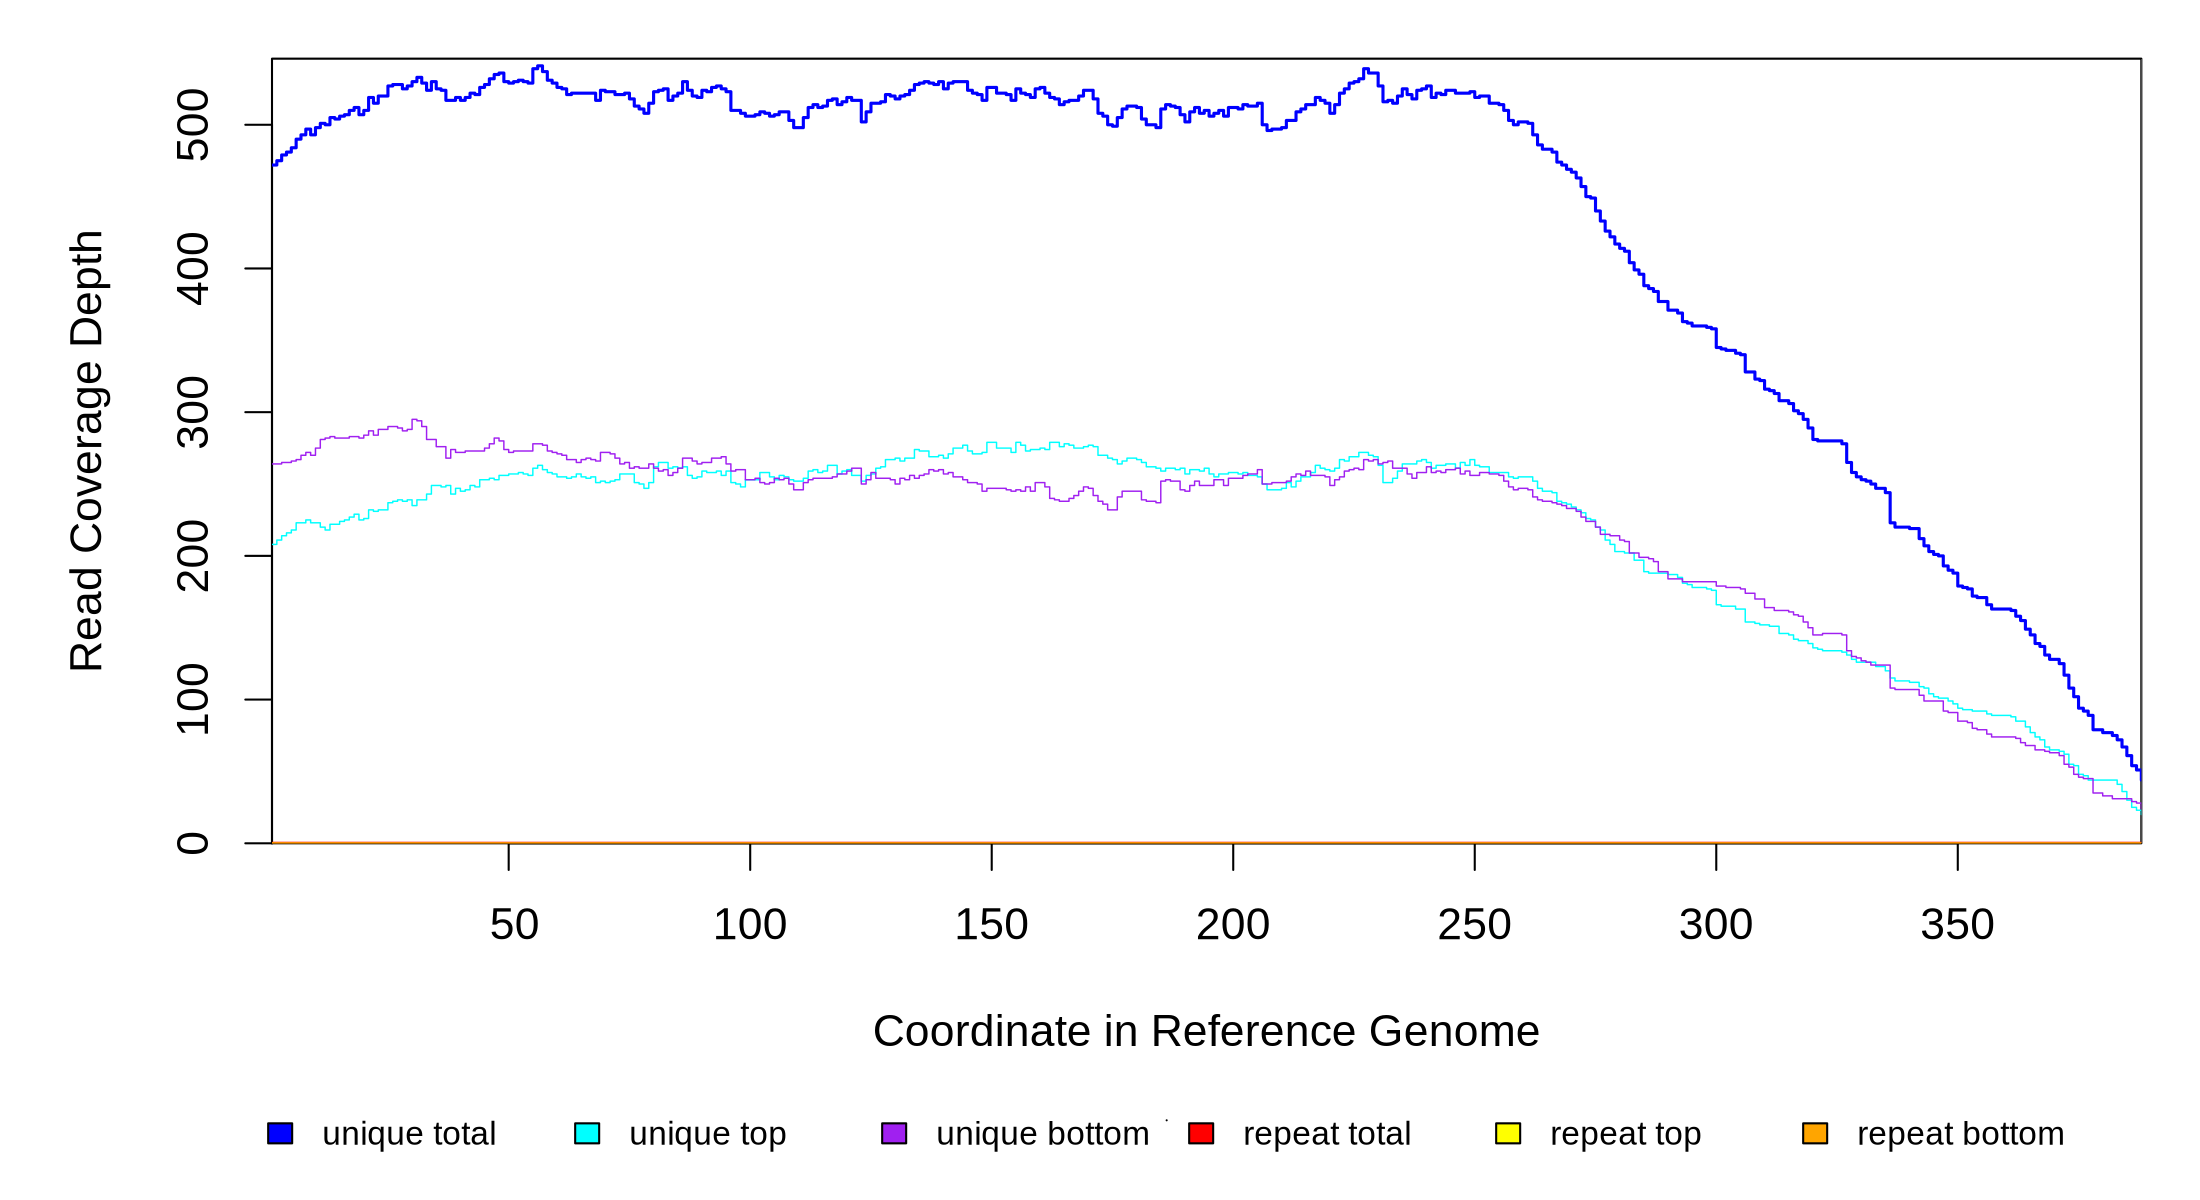 500
400
300
200
100
0
Read Coverage Depth
50 100 150 200 250 300 350
Coordinate in Reference Genome
unique total unique top unique bottom repeat total repeat top repeat bottom